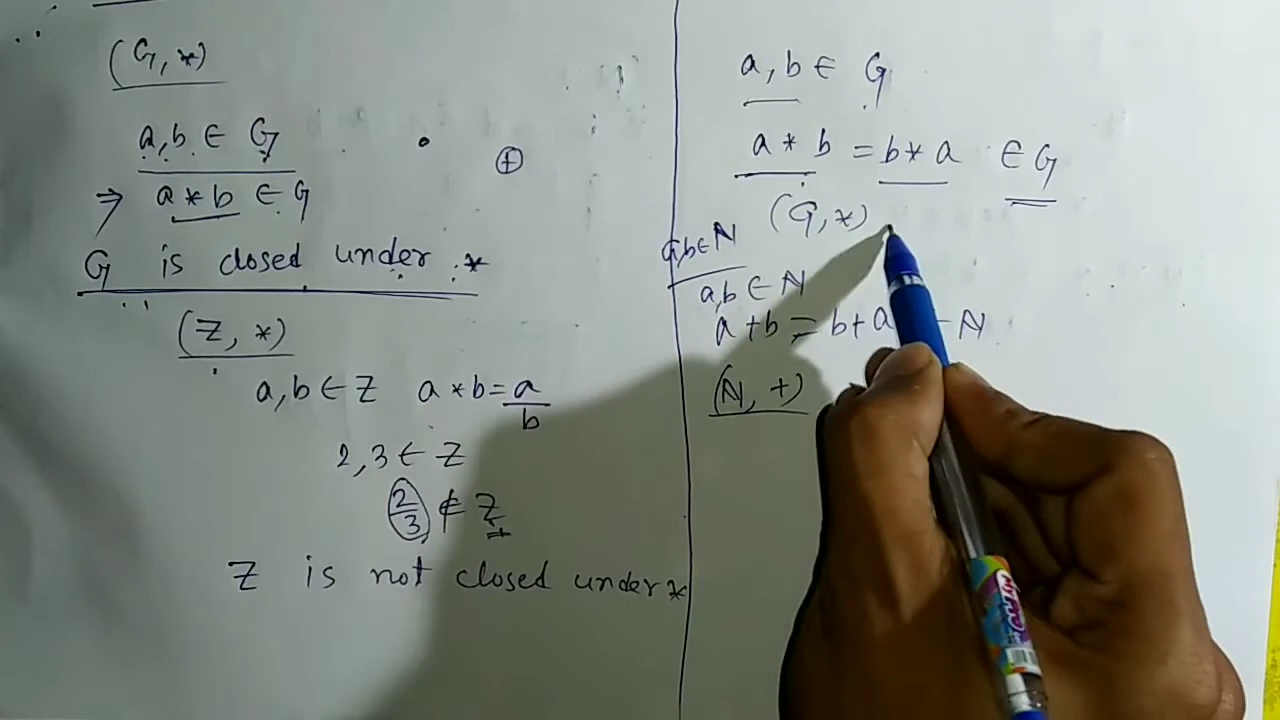 (G, *)
a, b ∈ G
⇒ a * b ∈ G
G is closed under *
(Z, *)
a, b ∈ Z a * b = a/b
2, 3 ∈ Z
2/3 ∉ Z
Z is not closed under *
⊕
a, b ∈ G
a * b = b * a ∈ G
(G, *)
a,b ∈ N
a, b ∈ N
a + b = b + a N
(N, +)